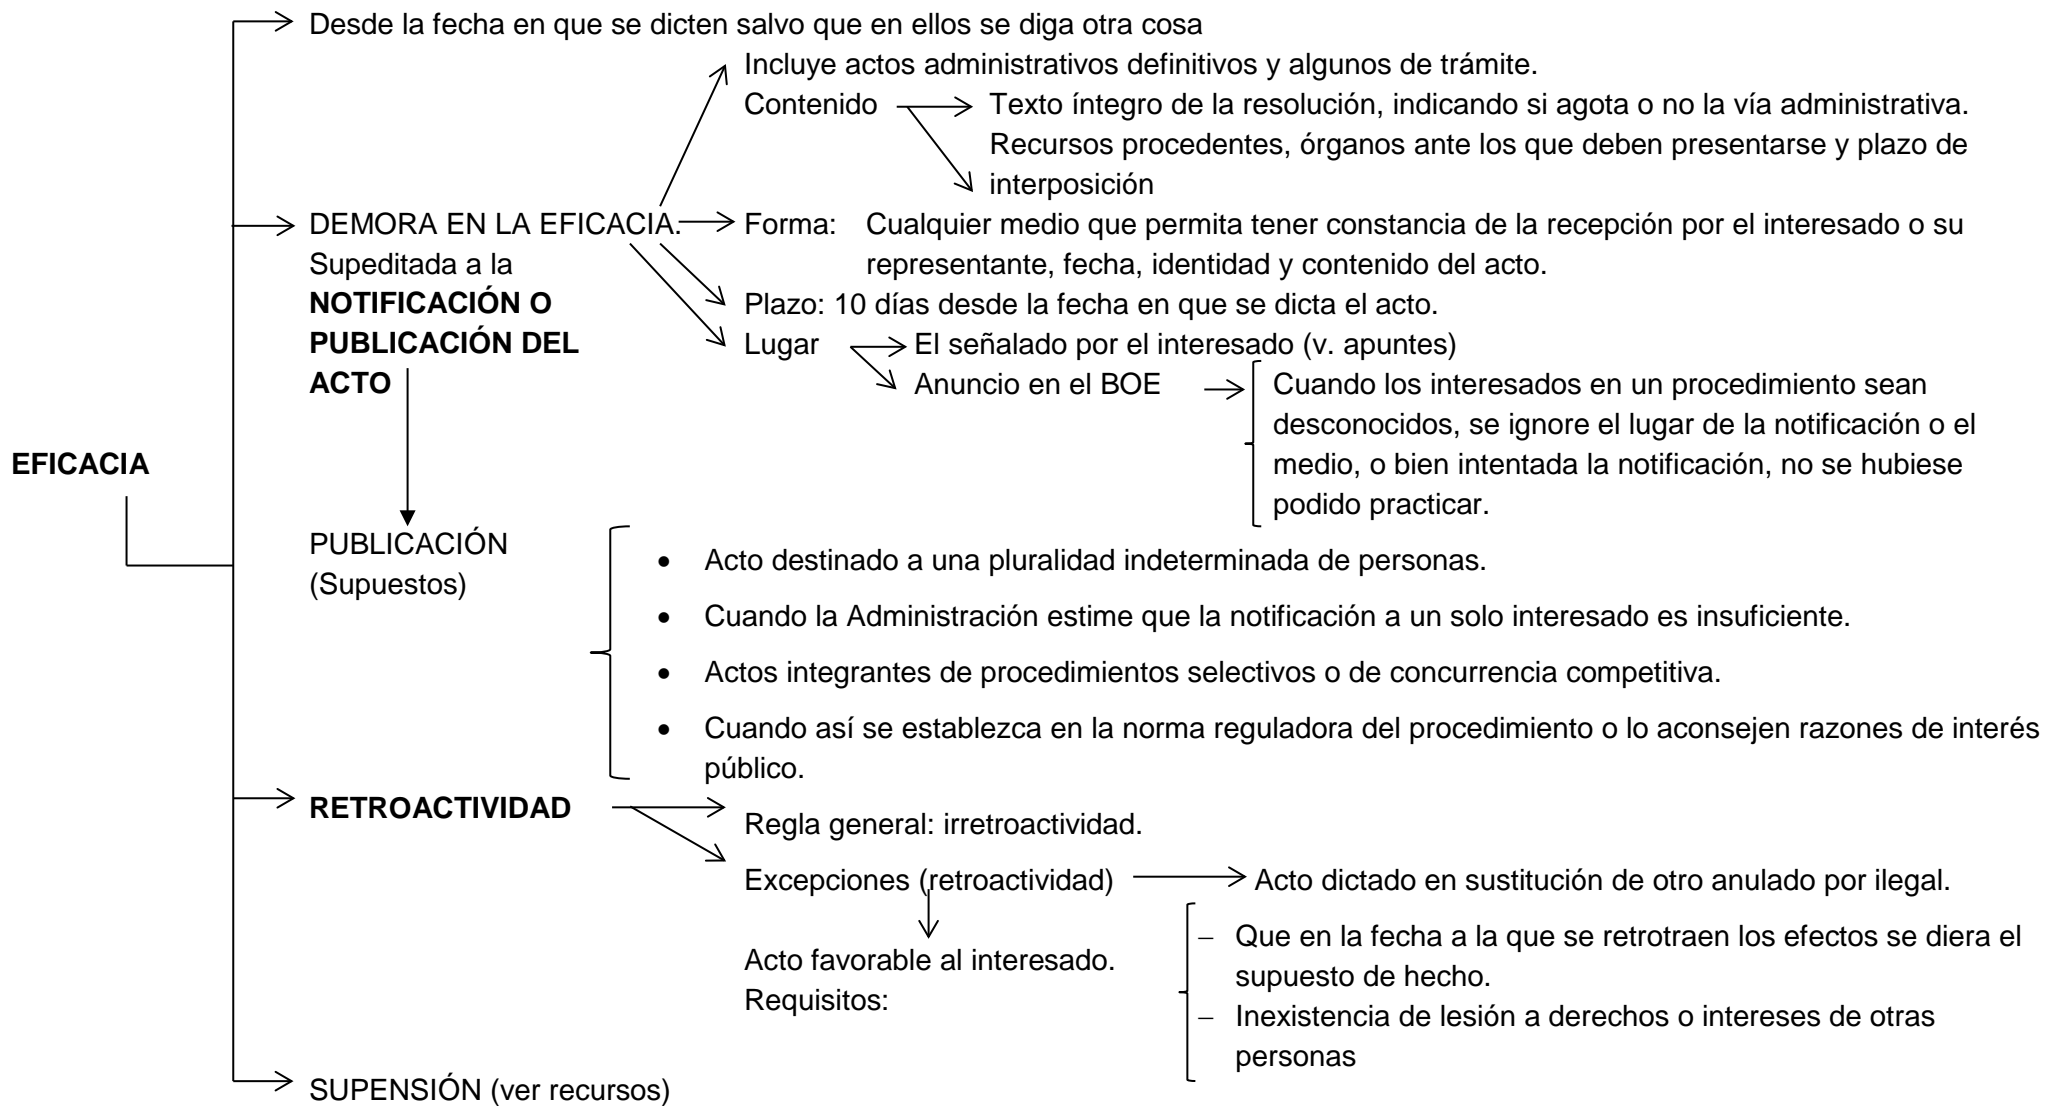 Desde la fecha en que se dicten salvo que en ellos se diga otra cosa
Incluye actos administrativos definitivos y algunos de trámite.
Contenido
Texto íntegro de la resolución, indicando si agota o no la vía administrativa.
Recursos procedentes, órganos ante los que deben presentarse y plazo de
interposición
DEMORA EN LA EFICACIA.
Supeditada a la
NOTIFICACIÓN O
PUBLICACIÓN DEL
ACTO
Forma:
Cualquier medio que permita tener constancia de la recepción por el interesado o su
representante, fecha, identidad y contenido del acto.
Plazo: 10 días desde la fecha en que se dicta el acto.
Lugar
El señalado por el interesado (v. apuntes)
Anuncio en el BOE
Cuando los interesados en un procedimiento sean
desconocidos, se ignore el lugar de la notificación o el
medio, o bien intentada la notificación, no se hubiese
podido practicar.
EFICACIA
PUBLICACIÓN
(Supuestos)
• Acto destinado a una pluralidad indeterminada de personas.
• Cuando la Administración estime que la notificación a un solo interesado es insuficiente.
• Actos integrantes de procedimientos selectivos o de concurrencia competitiva.
• Cuando así se establezca en la norma reguladora del procedimiento o lo aconsejen razones de interés
público.
RETROACTIVIDAD
Regla general: irretroactividad.
Excepciones (retroactividad)
Acto dictado en sustitución de otro anulado por ilegal.
Acto favorable al interesado.
Requisitos:
– Que en la fecha a la que se retrotraen los efectos se diera el
supuesto de hecho.
– Inexistencia de lesión a derechos o intereses de otras
personas
SUPENSIÓN (ver recursos)